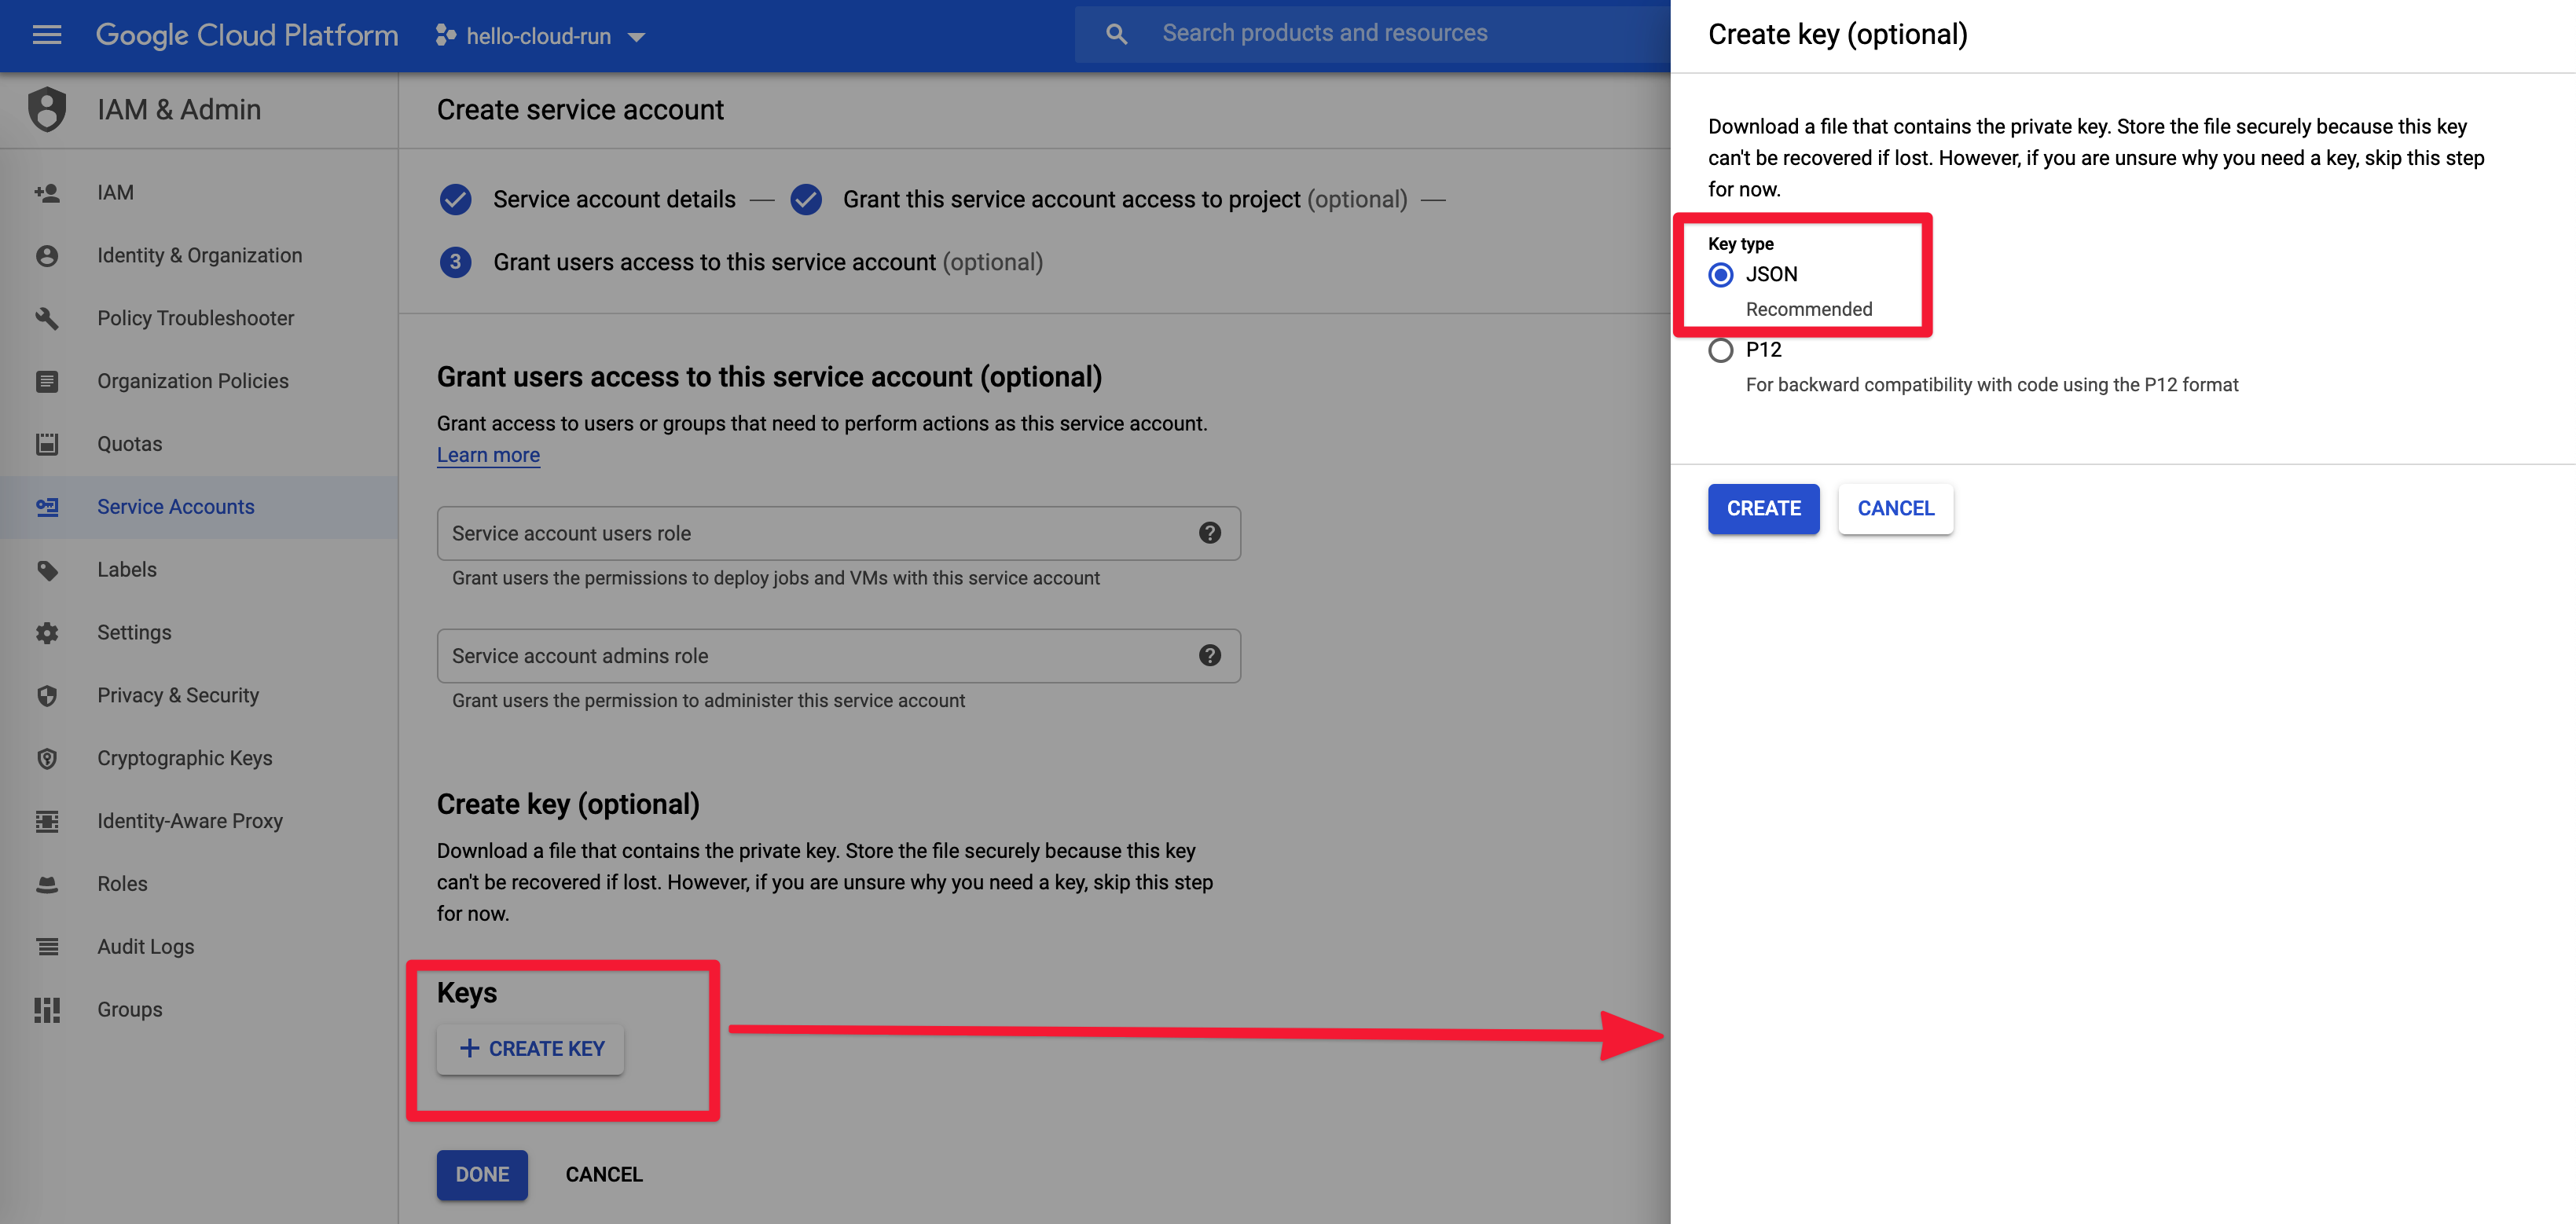 Google Cloud Platform
hello-cloud-run
Search products and resources
IAM & Admin
IAM
Identity & Organization
Policy Troubleshooter
Organization Policies
Quotas
Service Accounts
Labels
Settings
Privacy & Security
Cryptographic Keys
Identity-Aware Proxy
Roles
Audit Logs
Groups
Create service account
Service account details — Grant this service account access to project (optional) —
3 Grant users access to this service account (optional)
Grant users access to this service account (optional)
Grant access to users or groups that need to perform actions as this service account.
Learn more
Service account users role
Grant users the permissions to deploy jobs and VMs with this service account
Service account admins role
Grant users the permission to administer this service account
Create key (optional)
Download a file that contains the private key. Store the file securely because this key
can't be recovered if lost. However, if you are unsure why you need a key, skip this step
for now.
Keys
+ CREATE KEY
DONE CANCEL
Create key (optional)
Download a file that contains the private key. Store the file securely because this key
can't be recovered if lost. However, if you are unsure why you need a key, skip this step
for now.
Key type
JSON
Recommended
P12
For backward compatibility with code using the P12 format
CREATE CANCEL